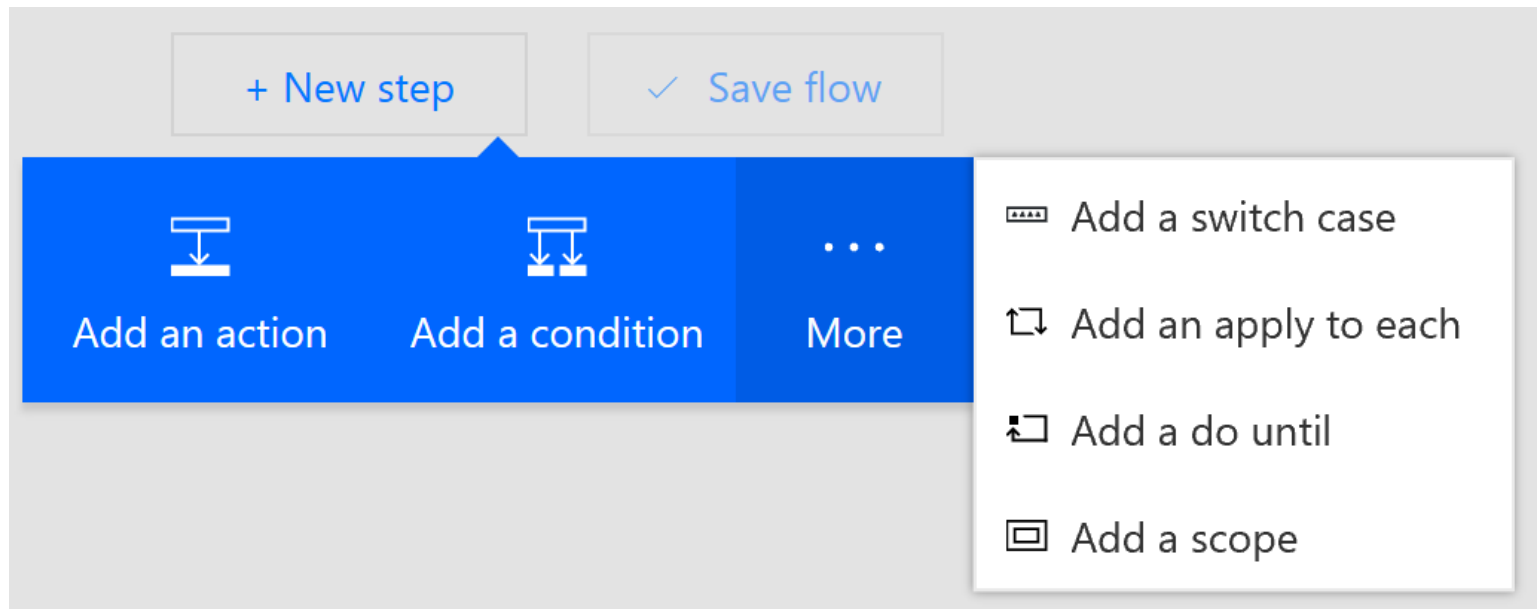 + New step
Save flow
Add an action
Add a condition
More
Add a switch case
Add an apply to each
Add a do until
Add a scope